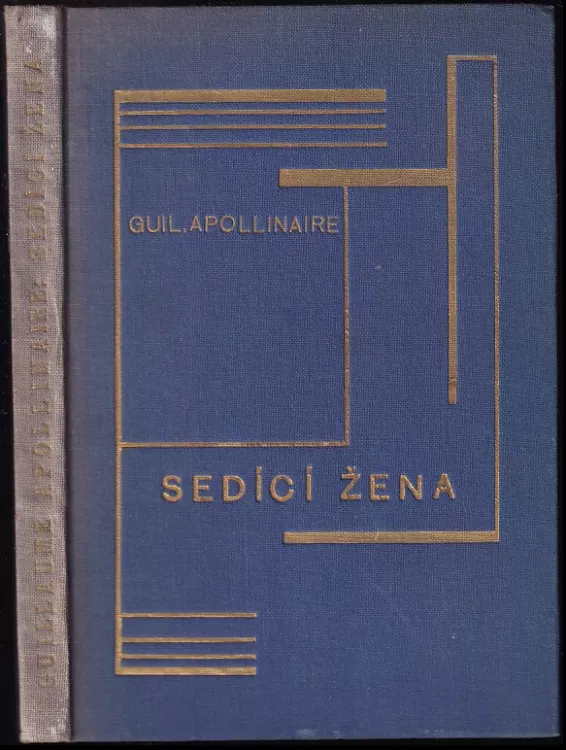 GUIL. APOLLINAIRE
SEDÍCÍ ŽENA
GUILLAUME APOLLINAIRE: SEDÍCÍ ŽENA